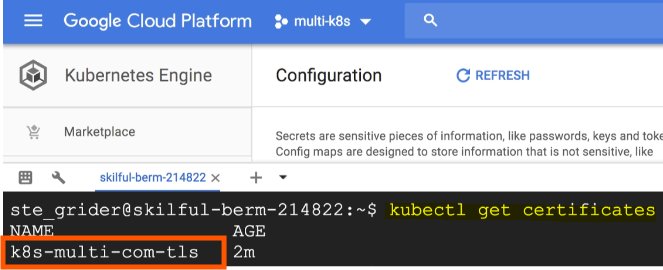 Google Cloud Platform multi-k8s
Kubernetes Engine
Configuration REFRESH
Marketplace
Secrets are sensitive pieces of information, like passwords, keys and toke
Config maps are designed to store information that is not sensitive, like
skilful-berm-214822 × + ▾
ste_grider@skilful-berm-214822:~$ kubectl get certificates
NAME AGE
k8s-multi-com-tls 2m